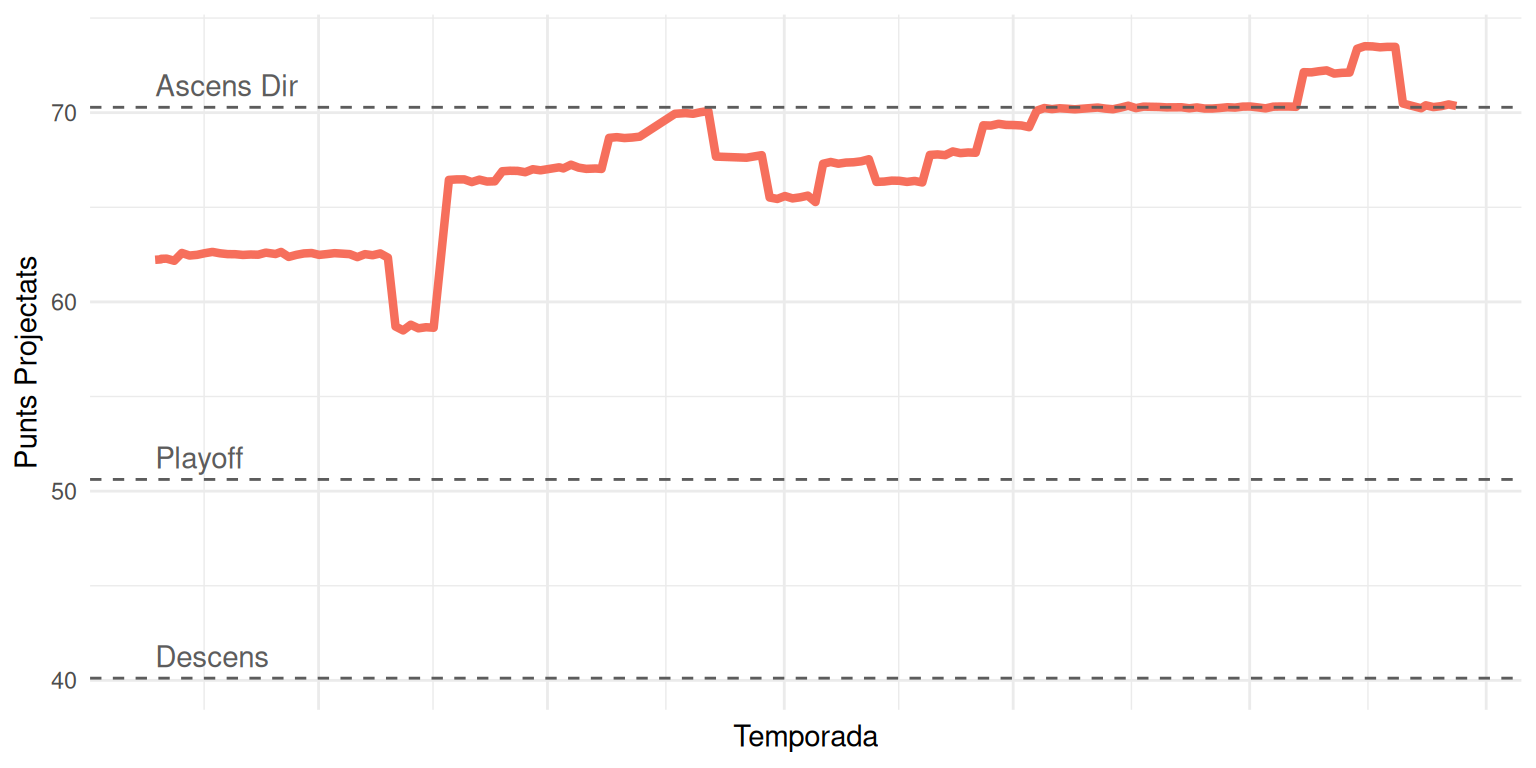 Ascens Dir
70
60
Playoff
50
Descens
40
Punts Projectats
Temporada